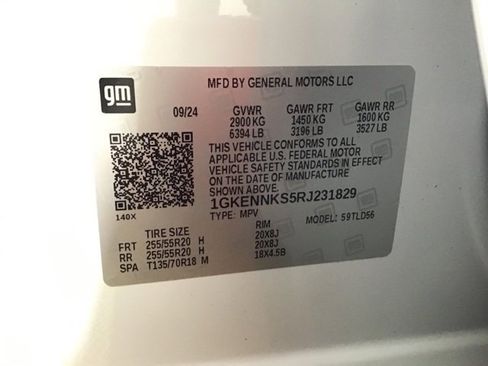 gm
MFD BY GENERAL MOTORS LLC
09/24 GVWR GAWR FRT GAWR RR
2900 KG 1450 KG 1600 KG
6394 LB 3196 LB 3527 LB
THIS VEHICLE CONFORMS TO ALL
APPLICABLE U.S. FEDERAL MOTOR
VEHICLE SAFETY STANDARDS IN EFFECT
ON THE DATE OF MANUFACTURE SHOWN ABOVE.
1GKENNKS5RJ231829
140X TYPE: MPV MODEL: 59TLD56
TIRE SIZE RIM
FRT 255/55R20 H 20X8J
RR 255/55R20 H 20X8J
SPA T135/70R18 M 18X4.5B